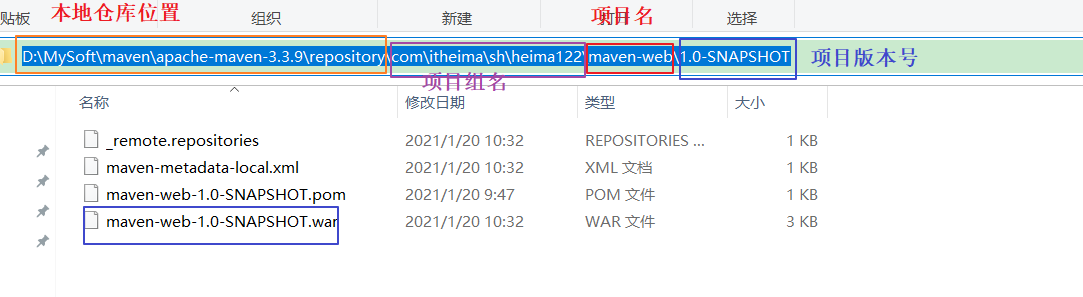 贴板 本地仓库位置 组织 新建 项目名 选择
D:\MySoft\maven\apache-maven-3.3.9\repository\com\itheima\sh\heima122\maven-web\1.0-SNAPSHOT 项目版本号
项目组名
名称 修改日期 类型 大小
_remote.repositories 2021/1/20 10:32 REPOSITORIES ... 1 KB
maven-metadata-local.xml 2021/1/20 10:32 XML 文档 1 KB
maven-web-1.0-SNAPSHOT.pom 2021/1/20 9:47 POM 文件 1 KB
maven-web-1.0-SNAPSHOT.war 2021/1/20 10:32 WAR 文件 3 KB